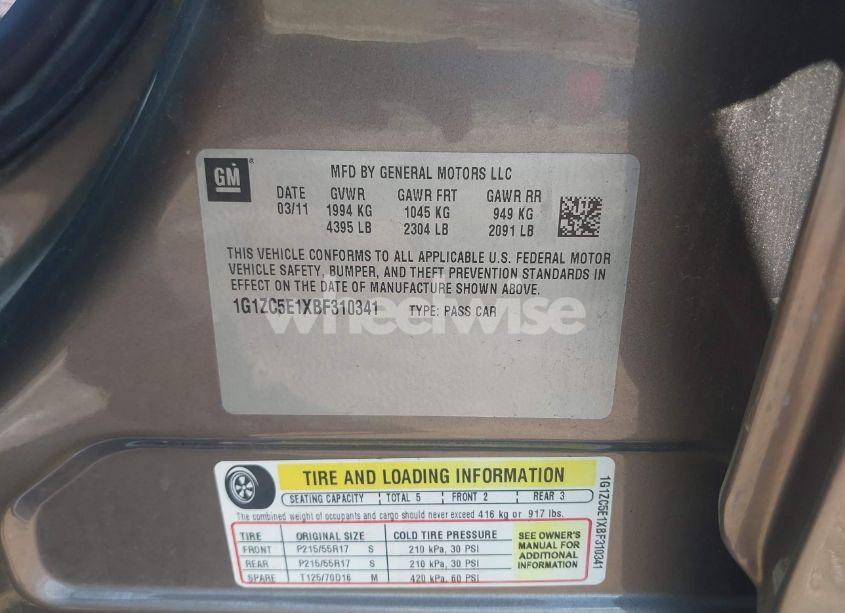 GM
MFD BY GENERAL MOTORS LLC
DATE GVWR GAWR FRT GAWR RR
03/11 1994 KG 1045 KG 949 KG
4395 LB 2304 LB 2091 LB
THIS VEHICLE CONFORMS TO ALL APPLICABLE U.S. FEDERAL MOTOR
VEHICLE SAFETY, BUMPER, AND THEFT PREVENTION STANDARDS IN
EFFECT ON THE DATE OF MANUFACTURE SHOWN ABOVE.
1G1ZC5E1XBF310341 TYPE: PASS CAR
wheelwise
TIRE AND LOADING INFORMATION
SEATING CAPACITY TOTAL 5 FRONT 2 REAR 3
The combined weight of occupants and cargo should never exceed 416 kg or 917 lbs.
TIRE ORIGINAL SIZE COLD TIRE PRESSURE
FRONT P215/55R17 S 210 kPa, 30 PSI
REAR P215/55R17 S 210 kPa, 30 PSI
SPARE T125/70D16 M 420 kPa, 60 PSI
SEE OWNER'S
MANUAL FOR
ADDITIONAL
INFORMATION
1G1ZC5E1XBF310341